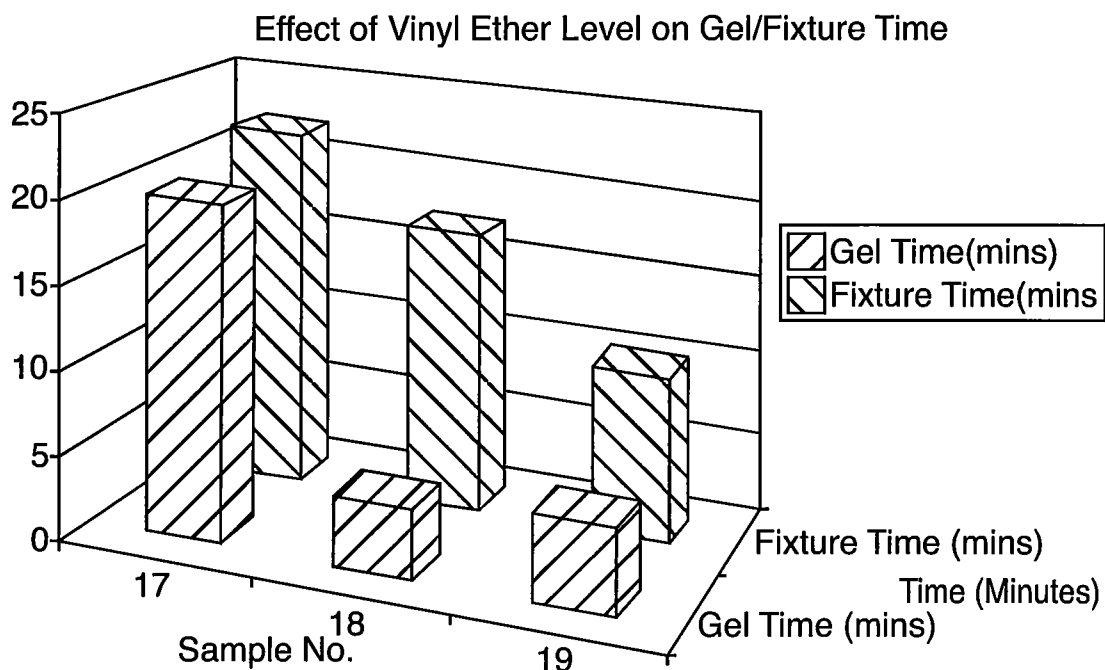 Effect of Vinyl Ether Level on Gel/Fixture Time
25
20
15
10
5
0
17
18
19
Sample No.
Gel Time(mins)
Fixture Time(mins
Fixture Time (mins)
Time (Minutes)
Gel Time (mins)